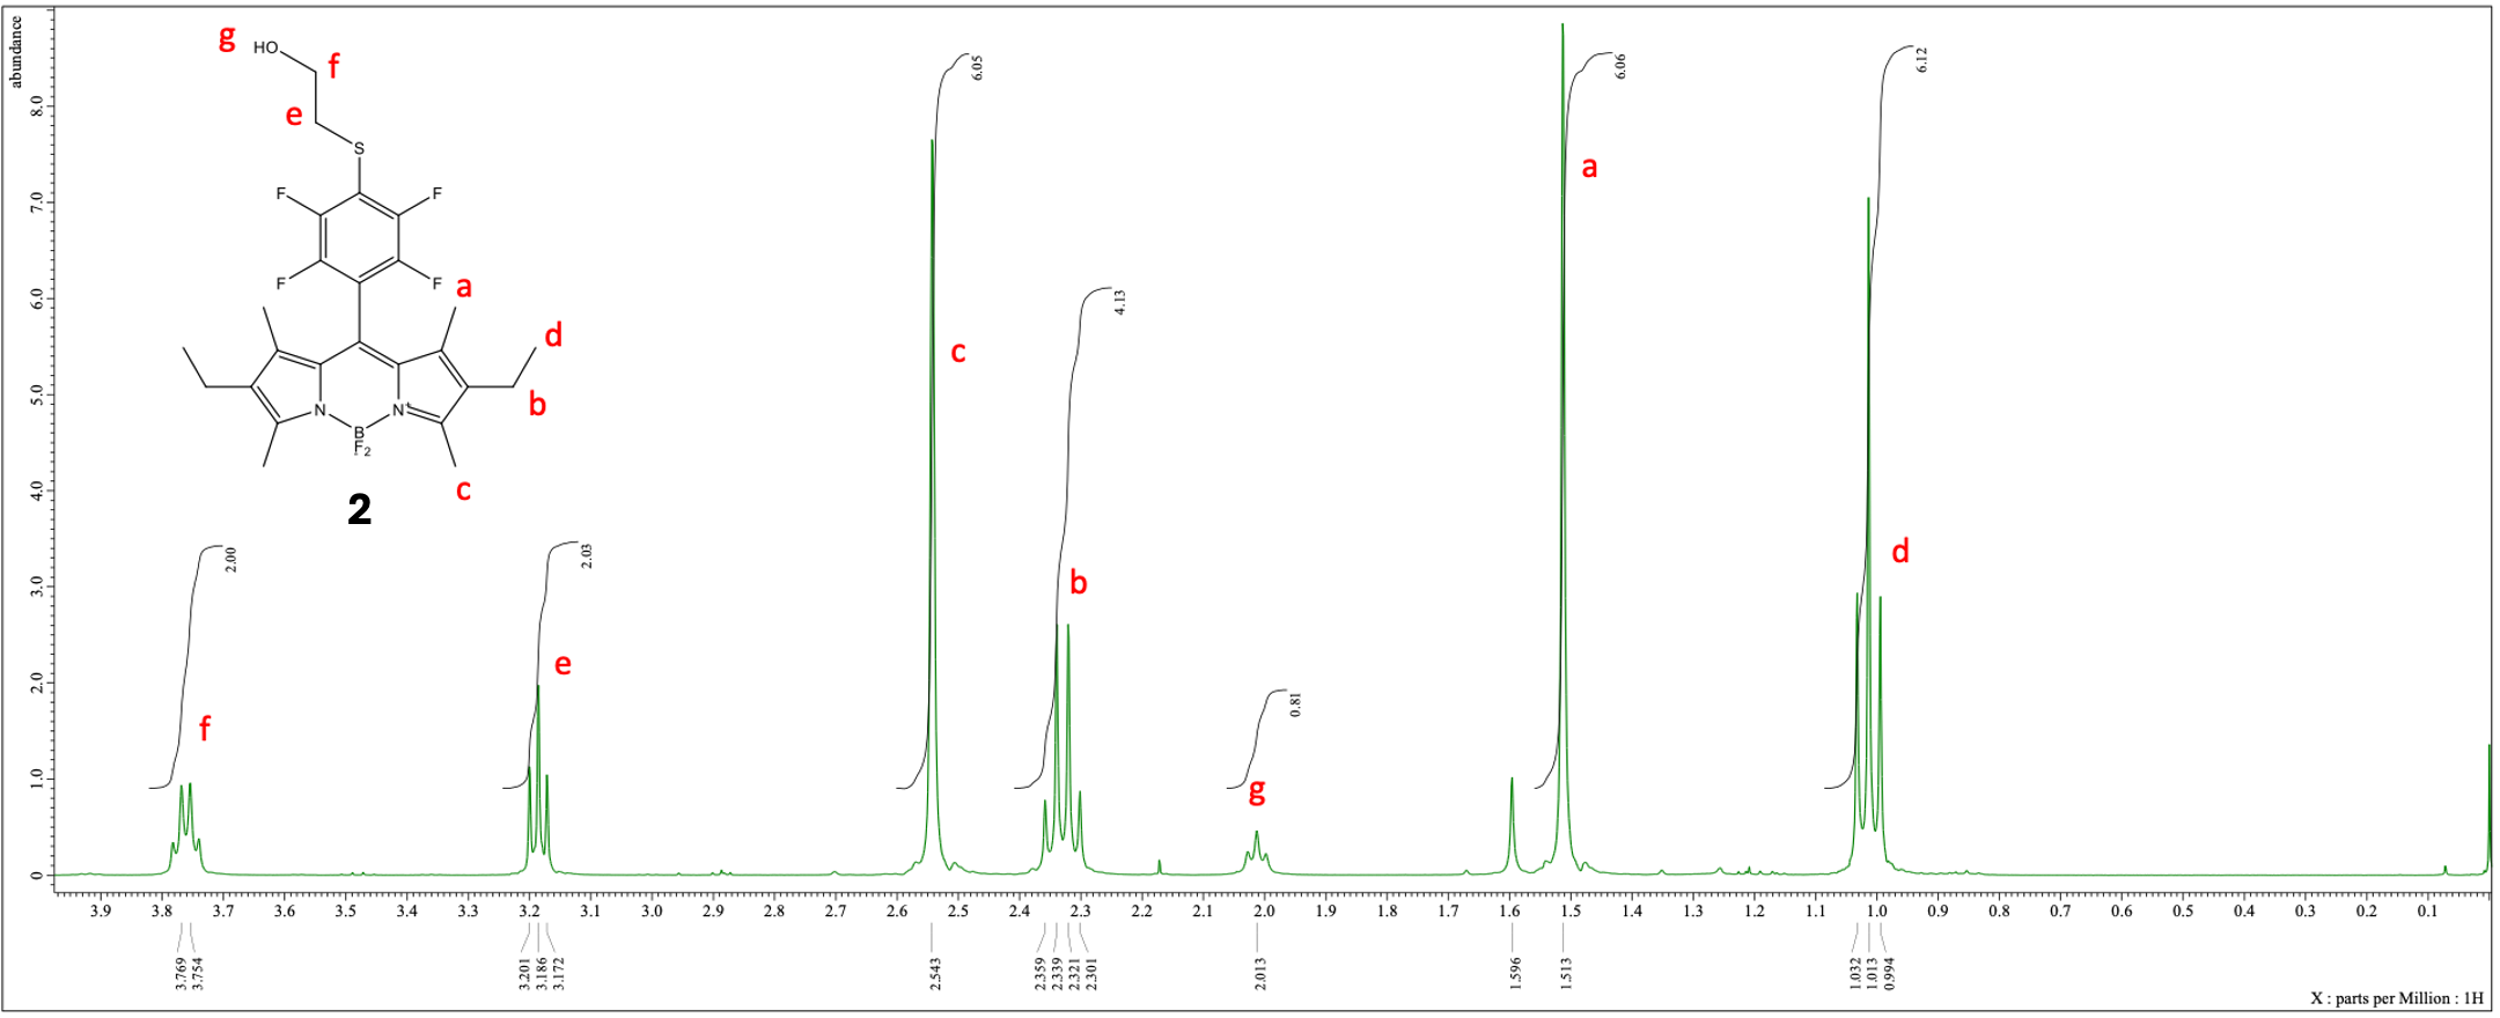 abundance
8.0
7.0
6.0
5.0
4.0
3.0
2.0
1.0
0
g
HO
f
e
S
F
F
F
F
a
d
b
N
N+
B
F2
c
2
f
2.00
e
2.03
c
6.05
b
4.13
g
0.81
a
6.06
d
6.12
3.9 3.8 3.7 3.6 3.5 3.4 3.3 3.2 3.1 3.0 2.9 2.8 2.7 2.6 2.5 2.4 2.3 2.2 2.1 2.0 1.9 1.8 1.7 1.6 1.5 1.4 1.3 1.2 1.1 1.0 0.9 0.8 0.7 0.6 0.5 0.4 0.3 0.2 0.1
3.769
3.754
3.201
3.186
3.172
2.543
2.359
2.339
2.321
2.301
2.013
1.596
1.513
1.032
1.013
0.994
X : parts per Million : 1H